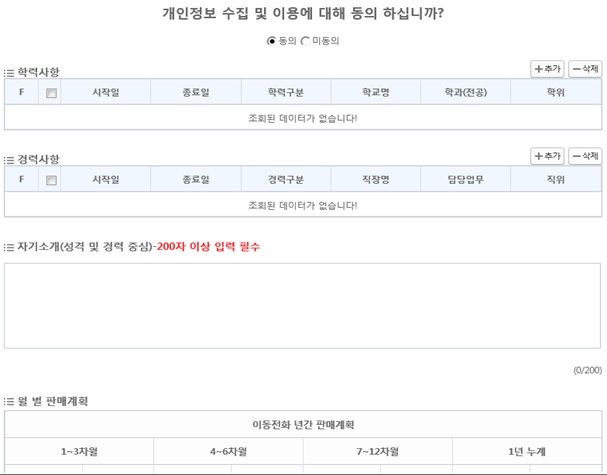 개인정보 수집 및 이용에 대해 동의 하십니까?
동의 미동의
학력사항 +추가 -삭제
F 시작일 종료일 학력구분 학교명 학과(전공) 학위
조회된 데이터가 없습니다!
경력사항 +추가 -삭제
F 시작일 종료일 경력구분 직장명 담당업무 직위
조회된 데이터가 없습니다!
자기소개(성격 및 경력 중심)-200자 이상 입력 필수
(0/200)
월 별 판매계획
이동전화 년간 판매계획
1~3차월 4~6차월 7~12차월 1년 누계